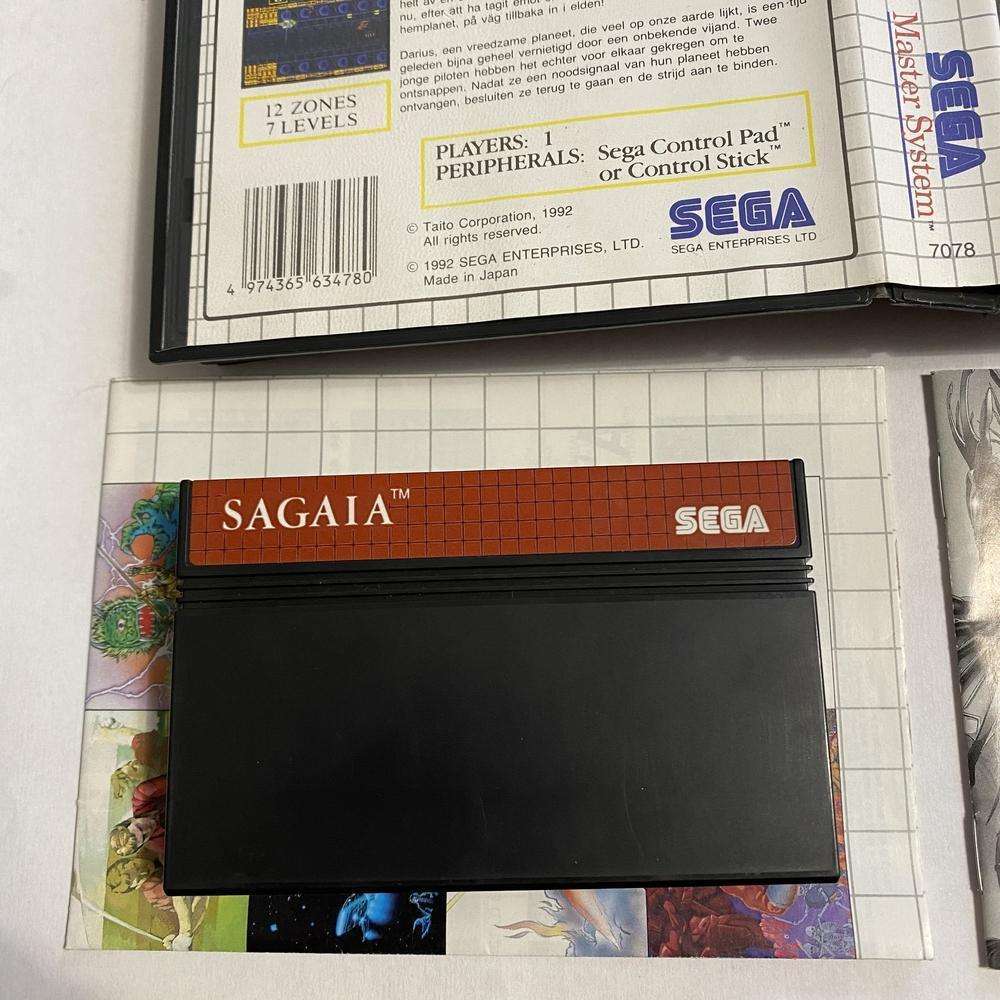 nu, efter att ha tagit emot
hemplanet, på väg tillbaka in i elden!
Darius, een vreedzame planeet, die veel op onze aarde lijkt, is een tijd
geleden bijna geheel vernietigd door een onbekende vijand. Twee
jonge piloten hebben het echter voor elkaar gekregen om te
ontsnappen. Nadat ze een noodsignaal van hun planeet hebben
ontvangen, besluiten ze terug te gaan en de strijd aan te binden.
12 ZONES
7 LEVELS
PLAYERS: 1
PERIPHERALS: Sega Control Pad™
or Control Stick™
© Taito Corporation, 1992
All rights reserved.
© 1992 SEGA ENTERPRISES, LTD.
Made in Japan
SEGA
SEGA ENTERPRISES LTD
4 974365 634780
SEGA
Master System™
7078
SAGAIA™
SEGA